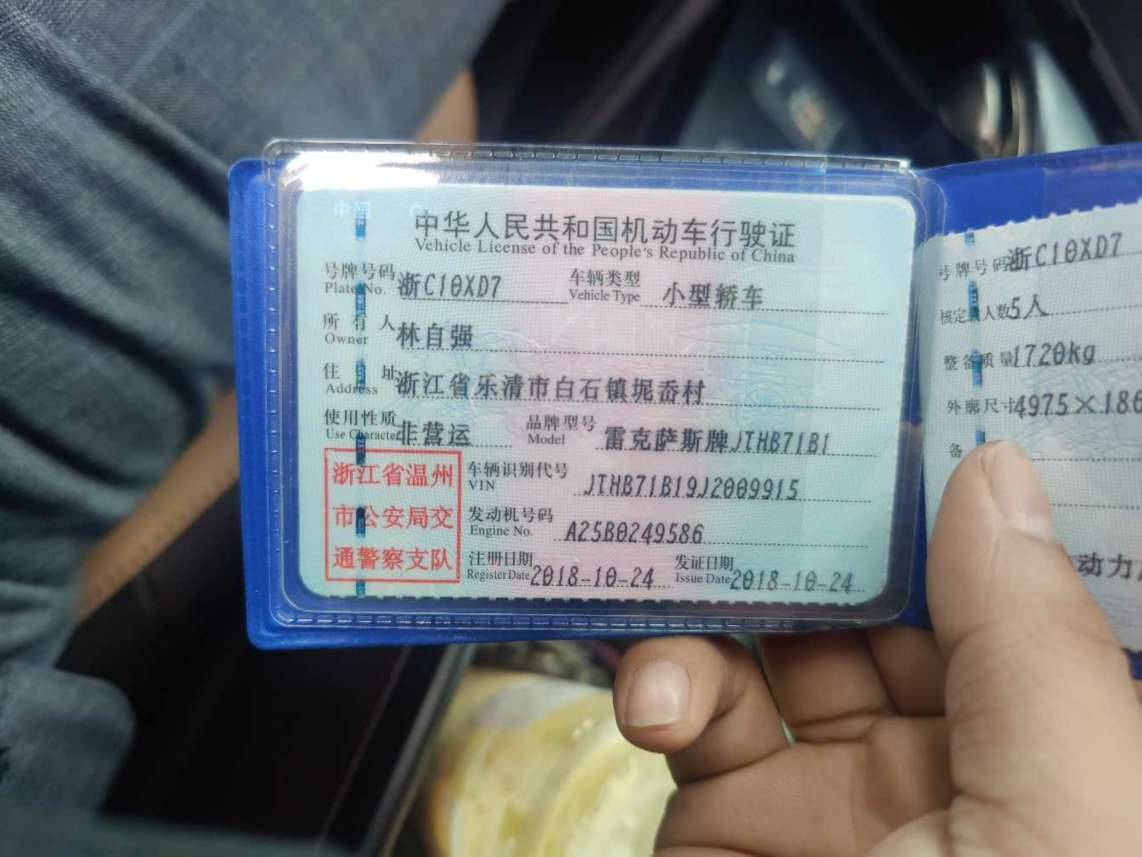 中华人民共和国机动车行驶证
Vehicle License of the People's Republic of China
号牌号码 浙C10XD7 车辆类型 小型轿车
Plate No. Vehicle Type
所有人 林自强
Owner
住址 浙江省乐清市白石镇坭岙村
Address
使用性质 非营运 品牌型号 雷克萨斯牌JTHB71B1
Use Character Model
浙江省温州
市公安局交
通警察支队
车辆识别代号 JTHB71B19J2009915
VIN
发动机号码 A25B0249586
Engine No.
注册日期 2018-10-24 发证日期 2018-10-24
Register Date Issue Date
号牌号码 浙C10XD7
核定载人数 5人
整备质量 1720kg
外廓尺寸 4975×186
备
动力